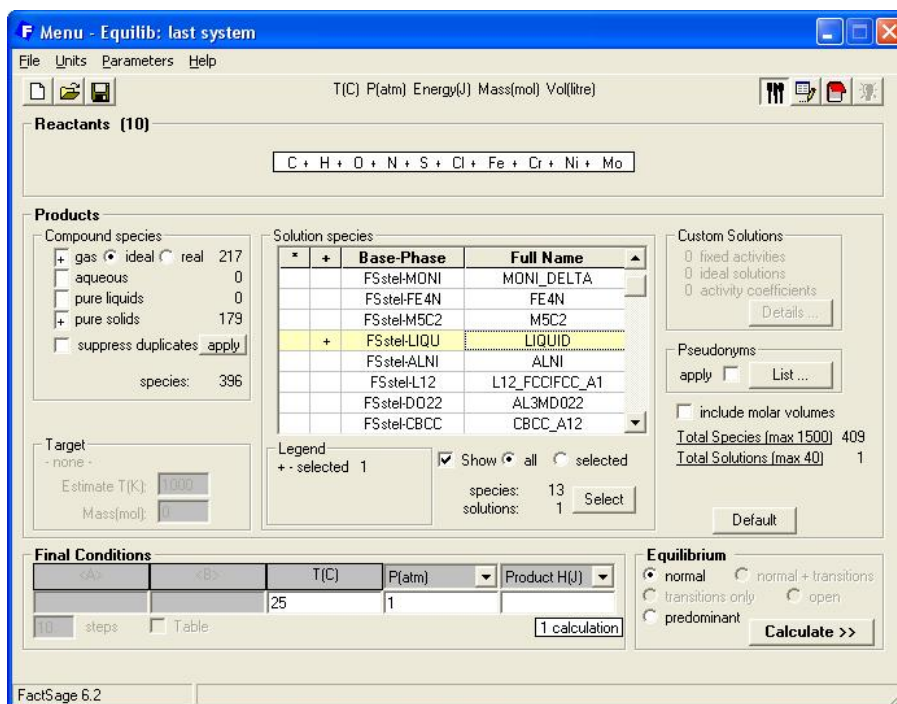 F Menu - Equilib: last system
File Units Parameters Help
T(C) P(atm) Energy(J) Mass(mol) Vol(litre)
Reactants (10)
C + H + O + N + S + Cl + Fe + Cr + Ni + Mo
Products
Compound species
+ gas ideal real 217
aqueous 0
pure liquids 0
+ pure solids 179
suppress duplicates apply
species: 396
Target
- none -
Estimate T(K): 1000
Mass(mol): 0
Solution species
* + Base-Phase Full Name
FSstel-MONI MONI_DELTA
FSstel-FE4N FE4N
FSstel-M5C2 M5C2
+ FSstel-LIQU LIQUID
FSstel-ALNI ALNI
FSstel-L12 L12_FCCIFCC_A1
FSstel-DO22 AL3MD022
FSstel-CBCC CBCC_A12
Legend
+ - selected 1
Show all selected
species: 13
solutions: 1
Select
Custom Solutions
0 fixed activities
0 ideal solutions
0 activity coefficients
Details ...
Pseudonyms
apply List ...
include molar volumes
Total Species (max 1500) 409
Total Solutions (max 40) 1
Default
Final Conditions
<A> <B> T(C) P(atm) Product H(J)
25 1
10 steps Table
1 calculation
Equilibrium
normal normal + transitions
transitions only open
predominant
Calculate >>
FactSage 6.2